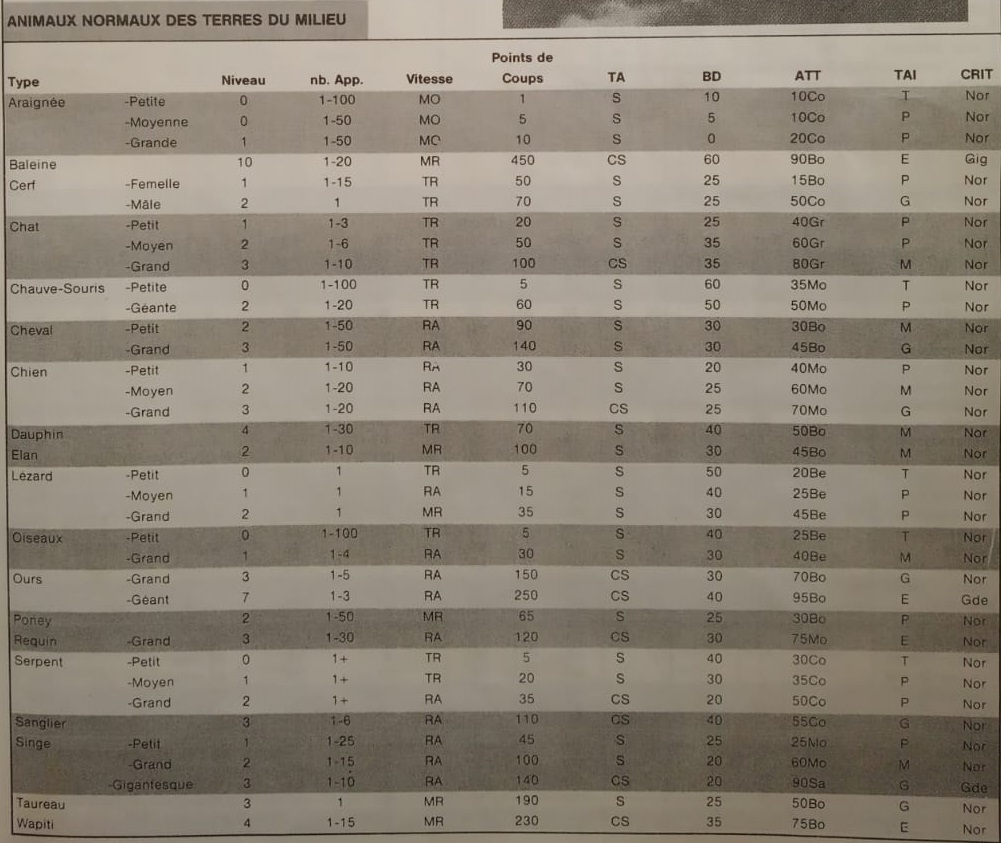 ANIMAUX NORMAUX DES TERRES DU MILIEU
Points de
Type Niveau nb. App. Vitesse Coups TA BD ATT TAI CRIT
Araignée -Petite 0 1-100 MO 1 S 10 10Co T Nor
-Moyenne 0 1-50 MO 5 S 5 10Co P Nor
-Grande 1 1-50 MO 10 S 0 20Co P Nor
Baleine 10 1-20 MR 450 CS 60 90Bo E Gig
Cerf -Femelle 1 1-15 TR 50 S 25 15Bo P Nor
-Mâle 2 1 TR 70 S 25 50Co G Nor
Chat -Petit 1 1-3 TR 20 S 25 40Gr P Nor
-Moyen 2 1-6 TR 50 S 35 60Gr P Nor
-Grand 3 1-10 TR 100 CS 35 80Gr M Nor
Chauve-Souris -Petite 0 1-100 TR 5 S 60 35Mo T Nor
-Géante 2 1-20 TR 60 S 50 50Mo P Nor
Cheval -Petit 2 1-50 RA 90 S 30 30Bo M Nor
-Grand 3 1-50 RA 140 S 30 45Bo G Nor
Chien -Petit 1 1-10 RA 30 S 20 40Mo P Nor
-Moyen 2 1-20 RA 70 S 25 60Mo M Nor
-Grand 3 1-20 RA 110 CS 25 70Mo G Nor
Dauphin 4 1-30 TR 70 S 40 50Bo M Nor
Elan 2 1-10 MR 100 S 30 45Bo M Nor
Lézard -Petit 0 1 TR 5 S 50 20Be T Nor
-Moyen 1 1 RA 15 S 40 25Be P Nor
-Grand 2 1 MR 35 S 30 45Be P Nor
Oiseaux -Petit 0 1-100 TR 5 S 40 25Be T Nor
-Grand 1 1-4 RA 30 S 30 40Be M Nor
Ours -Grand 3 1-5 RA 150 CS 30 70Bo G Nor
-Géant 7 1-3 RA 250 CS 40 95Bo E Gde
Poney 2 1-50 MR 65 S 25 30Bo P Nor
Requin -Grand 3 1-30 RA 120 CS 30 75Mo E Nor
Serpent -Petit 0 1+ TR 5 S 40 30Co T Nor
-Moyen 1 1+ TR 20 S 30 35Co P Nor
-Grand 2 1+ RA 35 CS 20 50Co P Nor
Sanglier 3 1-6 RA 110 CS 40 55Co G Nor
Singe -Petit 1 1-25 RA 45 S 25 25Mo P Nor
-Grand 2 1-15 RA 100 S 20 60Mo M Nor
-Gigantesque 3 1-10 RA 140 CS 20 90Sa G Gde
Taureau 3 1 MR 190 S 25 50Bo G Nor
Wapiti 4 1-15 MR 230 CS 35 75Bo E Nor